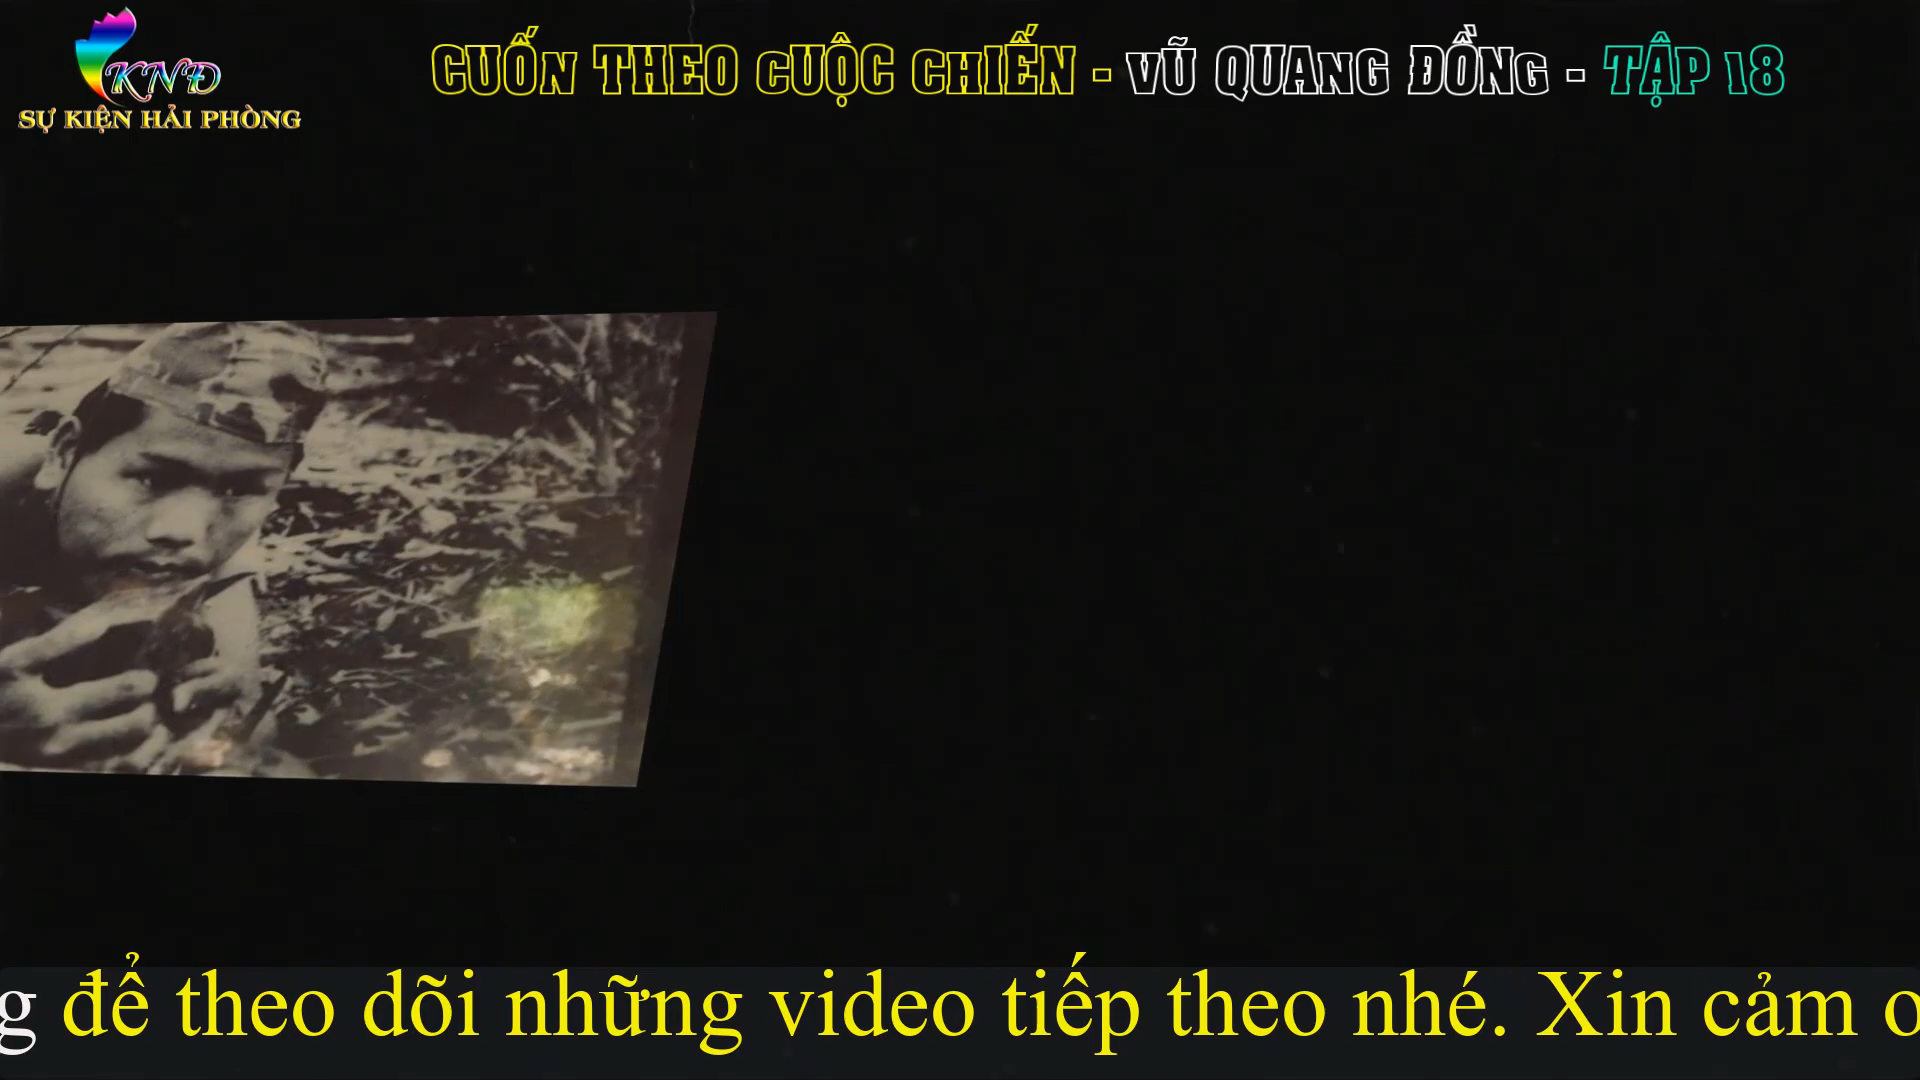 KNĐ
SỰ KIỆN HẢI PHÒNG
CUỐN THEO CUỘC CHIẾN - VŨ QUANG ĐỒNG - TẬP 18
g để theo dõi những video tiếp theo nhé. Xin cảm o